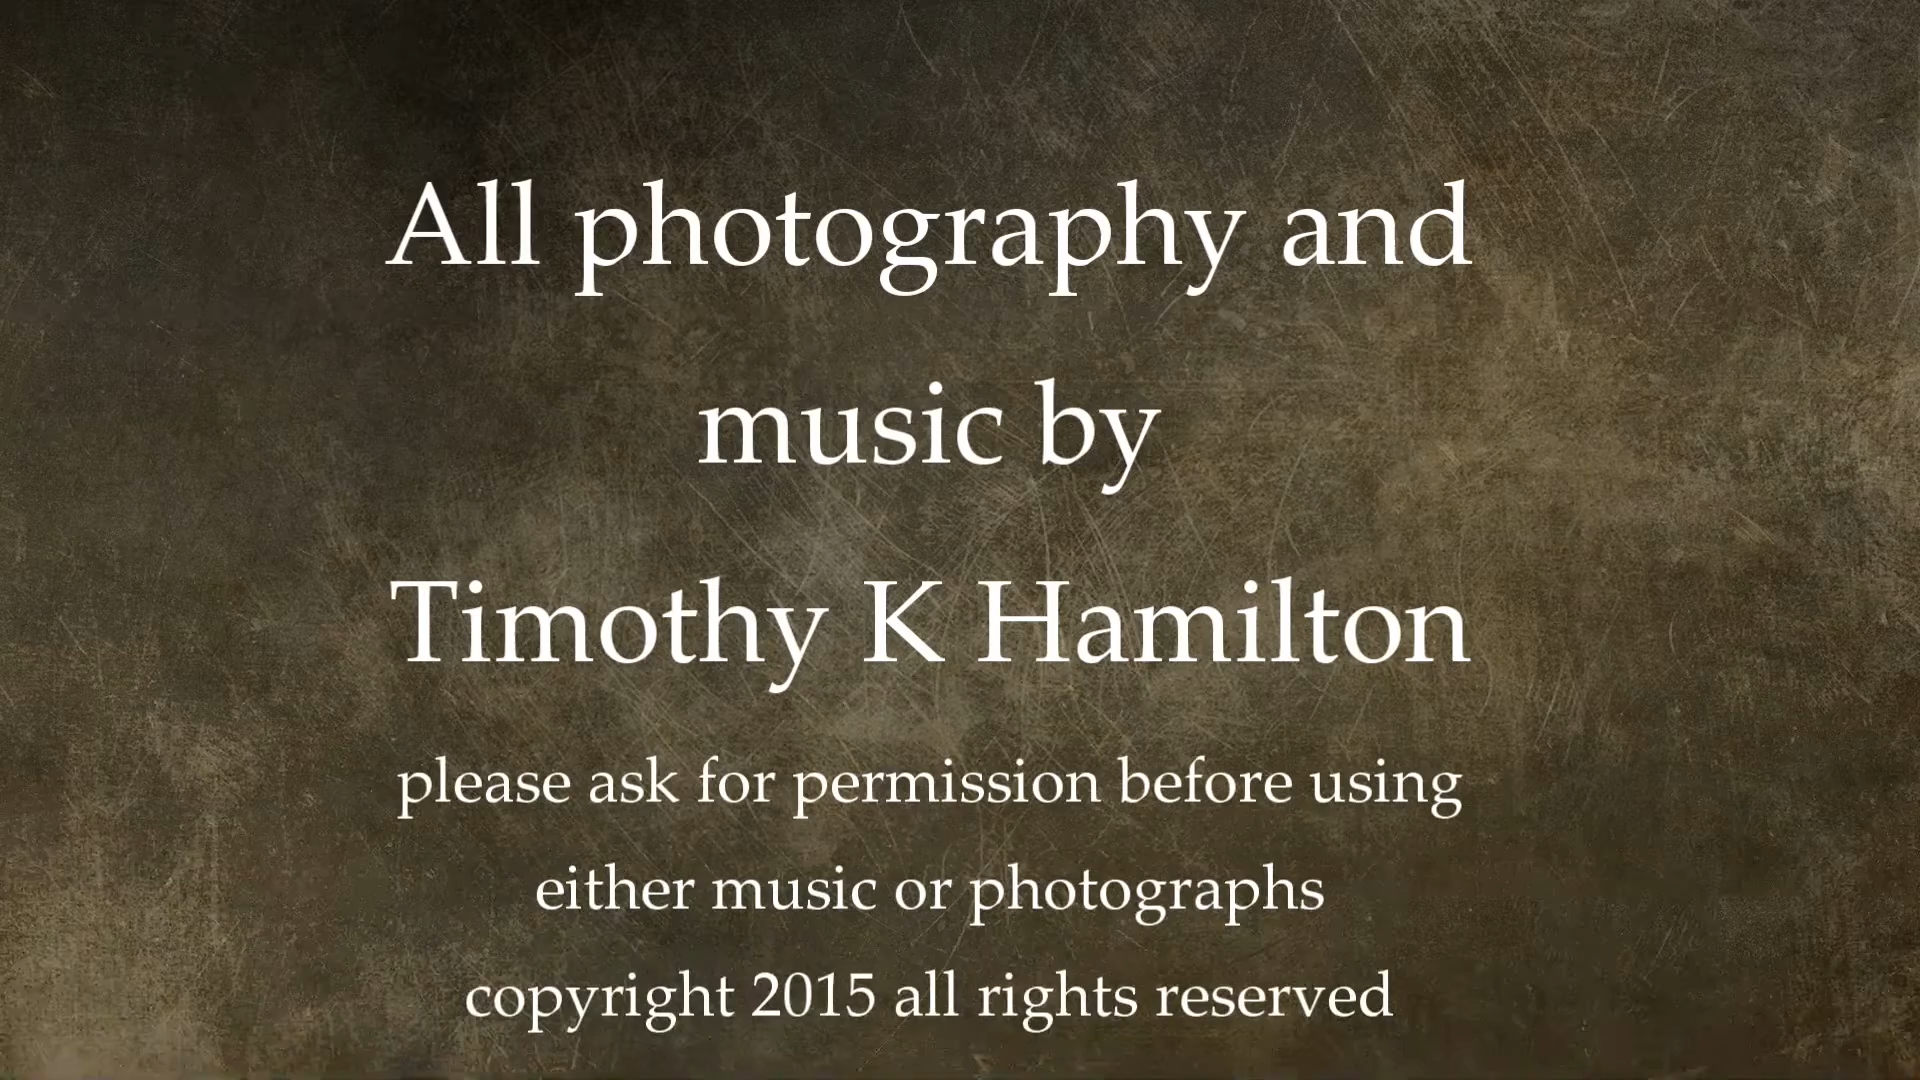 All photography and
music by
Timothy K Hamilton
please ask for permission before using
either music or photographs
copyright 2015 all rights reserved